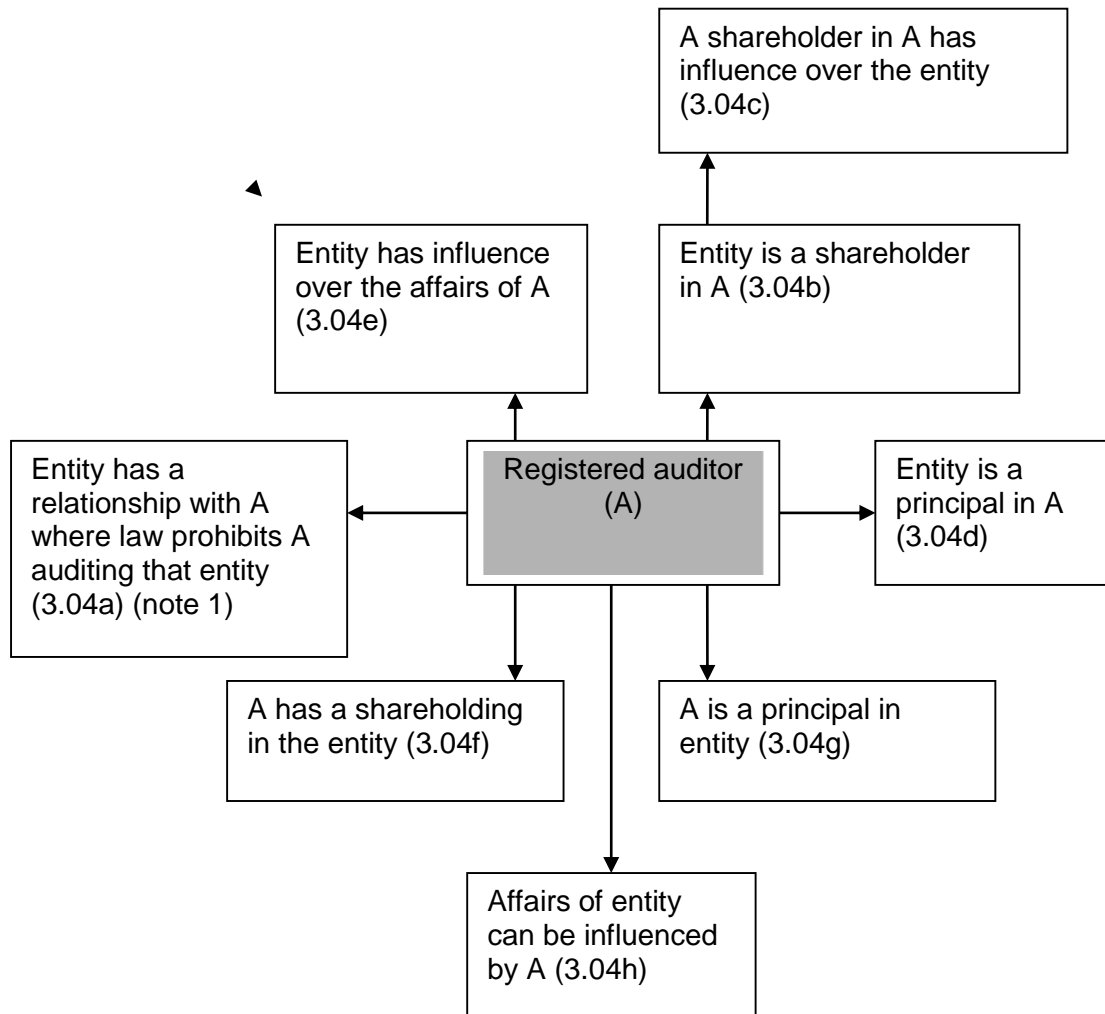 A shareholder in A has
influence over the entity
(3.04c)
Entity has influence
over the affairs of A
(3.04e)
Entity is a shareholder
in A (3.04b)
Entity has a
relationship with A
where law prohibits A
auditing that entity
(3.04a) (note 1)
Registered auditor
(A)
Entity is a
principal in A
(3.04d)
A has a shareholding
in the entity (3.04f)
A is a principal in
entity (3.04g)
Affairs of entity
can be influenced
by A (3.04h)